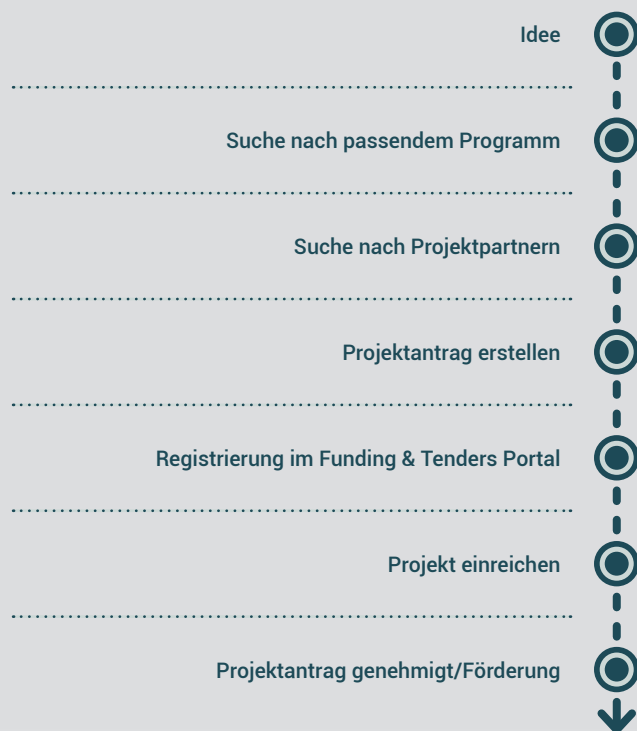 Idee
Suche nach passendem Programm
Suche nach Projektpartnern
Projektantrag erstellen
Registrierung im Funding & Tenders Portal
Projekt einreichen
Projektantrag genehmigt/Förderung